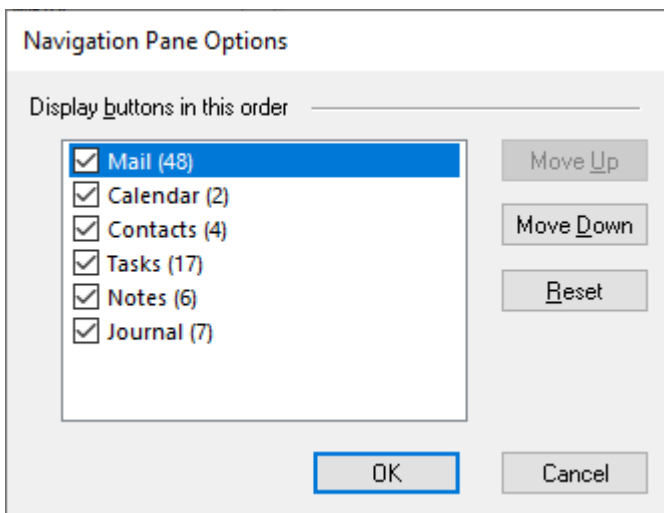 Navigation Pane Options
Display buttons in this order
Mail (48)
Calendar (2)
Contacts (4)
Tasks (17)
Notes (6)
Journal (7)
Move Up
Move Down
Reset
OK
Cancel